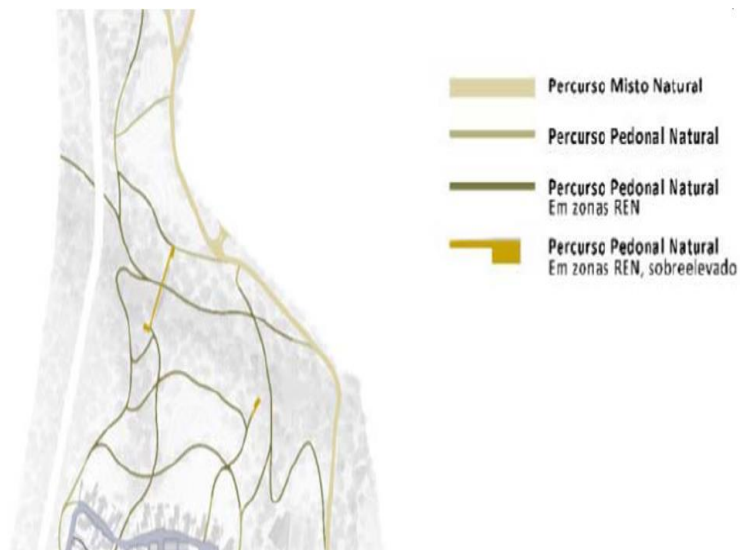 Percurso Misto Natural
Percurso Pedonal Natural
Percurso Pedonal Natural
Em zonas REN
Percurso Pedonal Natural
Em zonas REN, sobreelevado